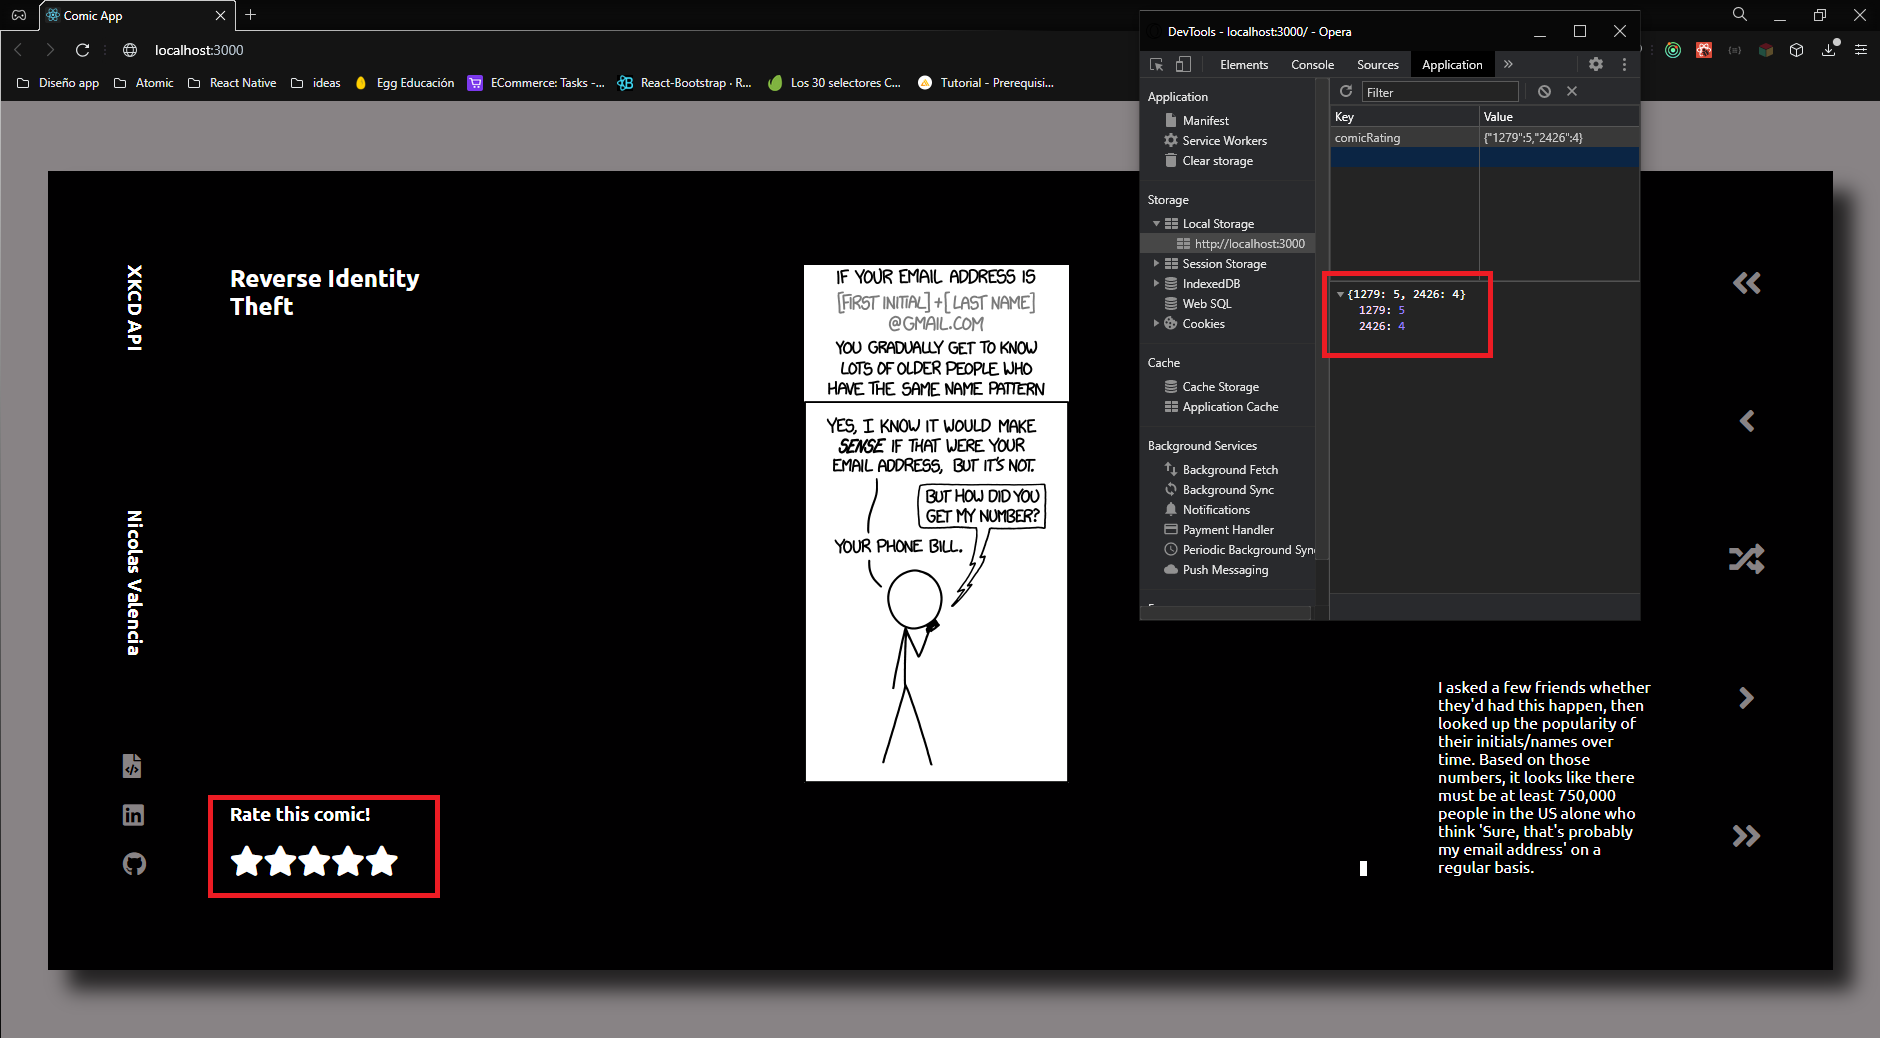 Comic App
localhost:3000
Diseño app
Atomic
React Native
ideas
Egg Educación
ECommerce: Tasks -...
React-Bootstrap · R...
Los 30 selectores C...
Tutorial - Prerequisi...
XKCD API
Nicolas Valencia
Reverse Identity
Theft
Rate this comic!
IF YOUR EMAIL ADDRESS IS
[FIRST INITIAL]+[LAST NAME]
@GMAIL.COM
YOU GRADUALLY GET TO KNOW
LOTS OF OLDER PEOPLE WHO
HAVE THE SAME NAME PATTERN
YES, I KNOW IT WOULD MAKE
SENSE IF THAT WERE YOUR
EMAIL ADDRESS, BUT IT'S NOT.
BUT HOW DID YOU
GET MY NUMBER?
YOUR PHONE BILL.
DevTools - localhost:3000/ - Opera
Elements
Console
Sources
Application
Application
Manifest
Service Workers
Clear storage
Storage
Local Storage
http://localhost:3000
Session Storage
IndexedDB
Web SQL
Cookies
Cache
Cache Storage
Application Cache
Background Services
Background Fetch
Background Sync
Notifications
Payment Handler
Periodic Background Syn
Push Messaging
Filter
Key
Value
comicRating
{"1279":5,"2426":4}
{1279: 5, 2426: 4}
1279: 5
2426: 4
I asked a few friends whether
they'd had this happen, then
looked up the popularity of
their initials/names over
time. Based on those
numbers, it looks like there
must be at least 750,000
people in the US alone who
think 'Sure, that's probably
my email address' on a
regular basis.